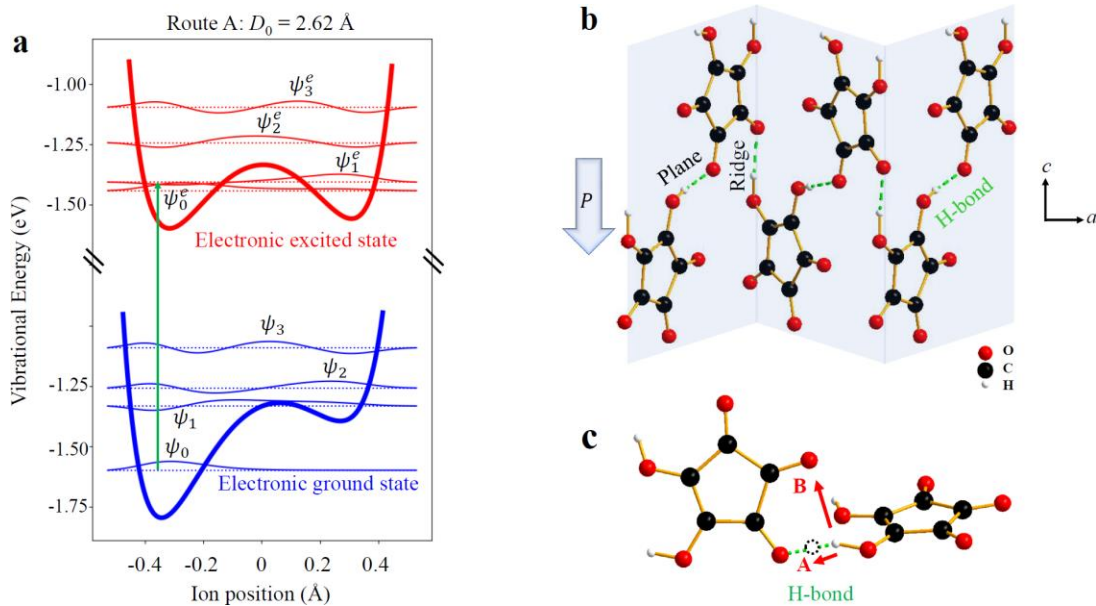 a
Route A: D₀ = 2.62 Å
Vibrational Energy (eV)
-1.00
-1.25
-1.50
ψ₃ᵉ
ψ₂ᵉ
ψ₁ᵉ
ψ₀ᵉ
Electronic excited state
-1.25
-1.50
-1.75
ψ₃
ψ₂
ψ₁
ψ₀
Electronic ground state
-0.4 -0.2 0 0.2 0.4
Ion position (Å)
b
P
Plane
Ridge
H-bond
c
a
O
C
H
c
B
A
H-bond